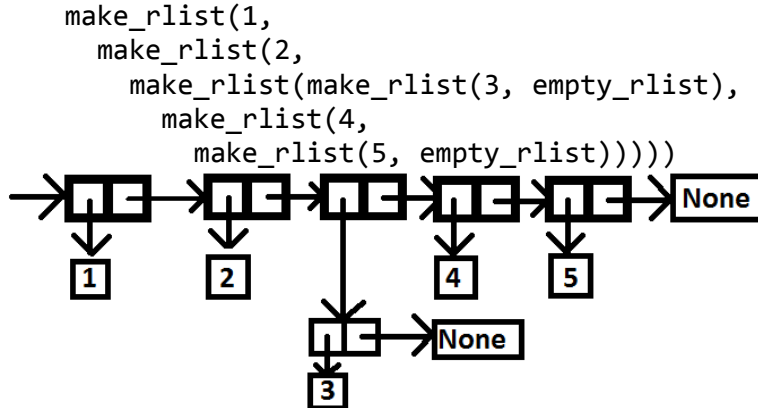 make_rlist(1,
make_rlist(2,
make_rlist(make_rlist(3, empty_rlist),
make_rlist(4,
make_rlist(5, empty_rlist)))))
None
1 2 4 5
None
3